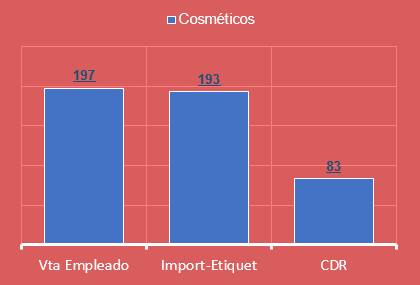 Cosméticos
197
193
83
Vta Empleado
Import-Etiquet
CDR